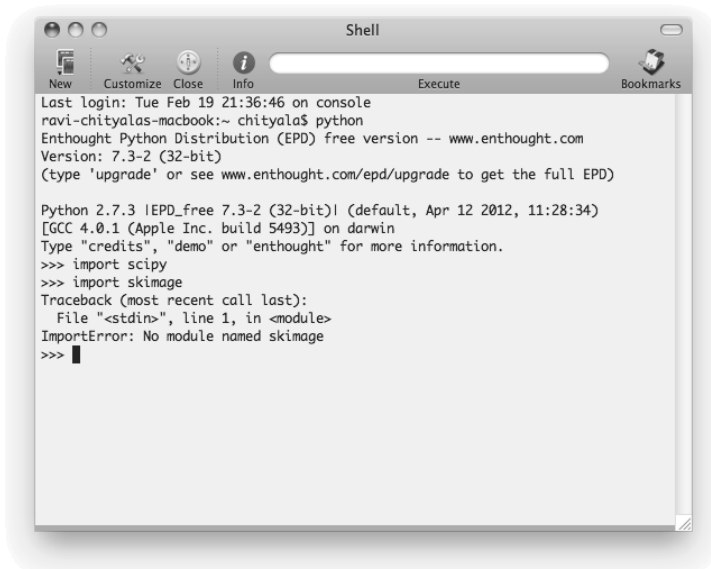 Shell
New Customize Close Info Execute Bookmarks
Last login: Tue Feb 19 21:36:46 on console
ravi-chityalas-macbook:~ chityala$ python
Enthought Python Distribution (EPD) free version -- www.enthought.com
Version: 7.3-2 (32-bit)
(type 'upgrade' or see www.enthought.com/epd/upgrade to get the full EPD)

Python 2.7.3 |EPD_free 7.3-2 (32-bit)| (default, Apr 12 2012, 11:28:34)
[GCC 4.0.1 (Apple Inc. build 5493)] on darwin
Type "credits", "demo" or "enthought" for more information.
>>> import scipy
>>> import skimage
Traceback (most recent call last):
  File "<stdin>", line 1, in <module>
ImportError: No module named skimage
>>>